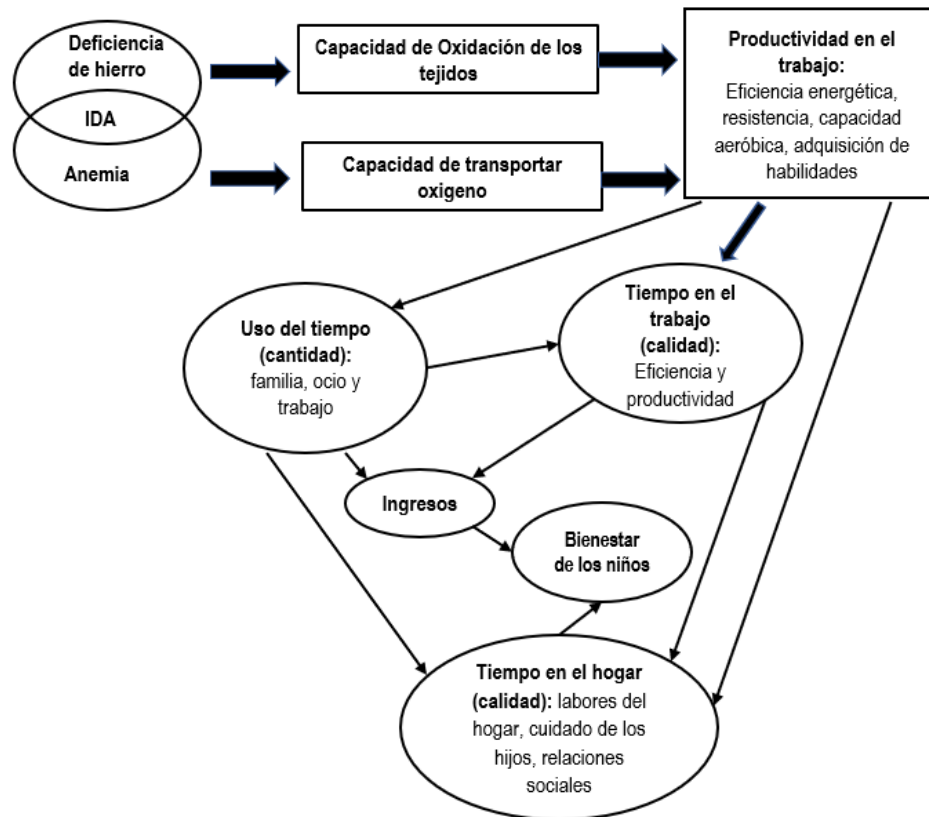 Deficiencia
de hierro
IDA
Anemia
Capacidad de Oxidación de los
tejidos
Capacidad de transportar
oxigeno
Productividad en el
trabajo:
Eficiencia energética,
resistencia, capacidad
aeróbica, adquisición de
habilidades
Uso del tiempo
(cantidad):
familia, ocio y
trabajo
Tiempo en el
trabajo
(calidad):
Eficiencia y
productividad
Ingresos
Bienestar
de los niños
Tiempo en el hogar
(calidad): labores del
hogar, cuidado de los
hijos, relaciones
sociales